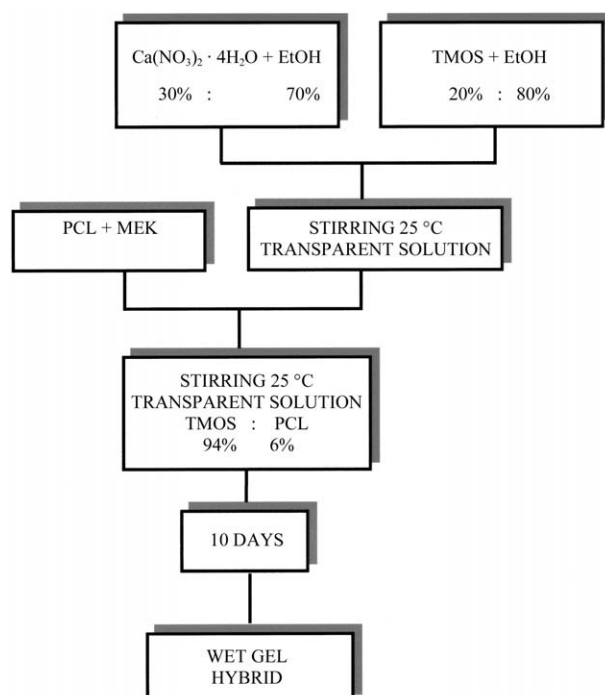 Ca(NO₃)₂ · 4H₂O + EtOH
30% : 70%
TMOS + EtOH
20% : 80%
PCL + MEK
STIRRING 25 °C
TRANSPARENT SOLUTION
STIRRING 25 °C
TRANSPARENT SOLUTION
TMOS : PCL
94% 6%
10 DAYS
WET GEL
HYBRID